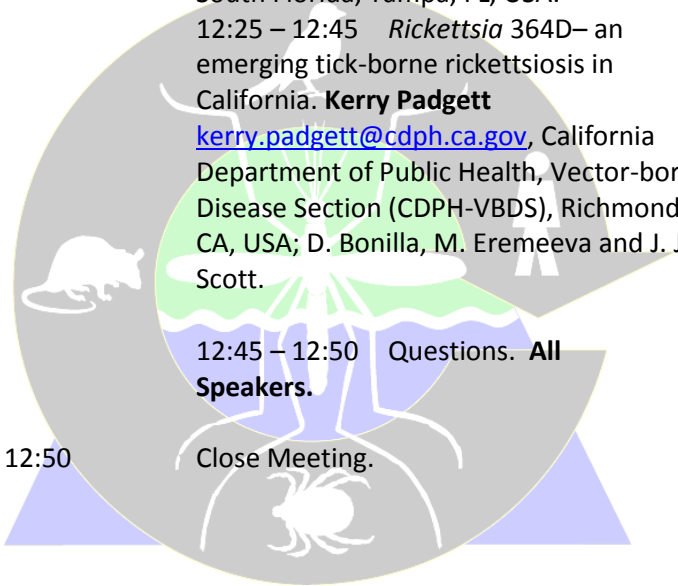 South Florida, Tampa, FL, USA.
12:25 – 12:45 Rickettsia 364D– an
emerging tick-borne rickettsiosis in
California. Kerry Padgett
kerry.padgett@cdph.ca.gov, California
Department of Public Health, Vector-bor
Disease Section (CDPH-VBDS), Richmond
CA, USA; D. Bonilla, M. Eremeeva and J. J
Scott.
12:45 – 12:50 Questions. All
Speakers.
12:50 Close Meeting.